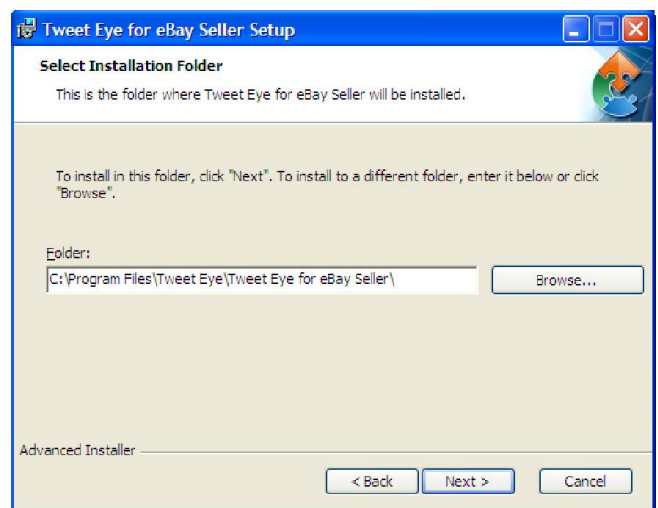 Tweet Eye for eBay Seller Setup
Select Installation Folder
This is the folder where Tweet Eye for eBay Seller will be installed.
To install in this folder, click "Next". To install to a different folder, enter it below or click
"Browse".
Folder:
C:\Program Files\Tweet Eye\Tweet Eye for eBay Seller\
Browse...
Advanced Installer
< Back
Next >
Cancel